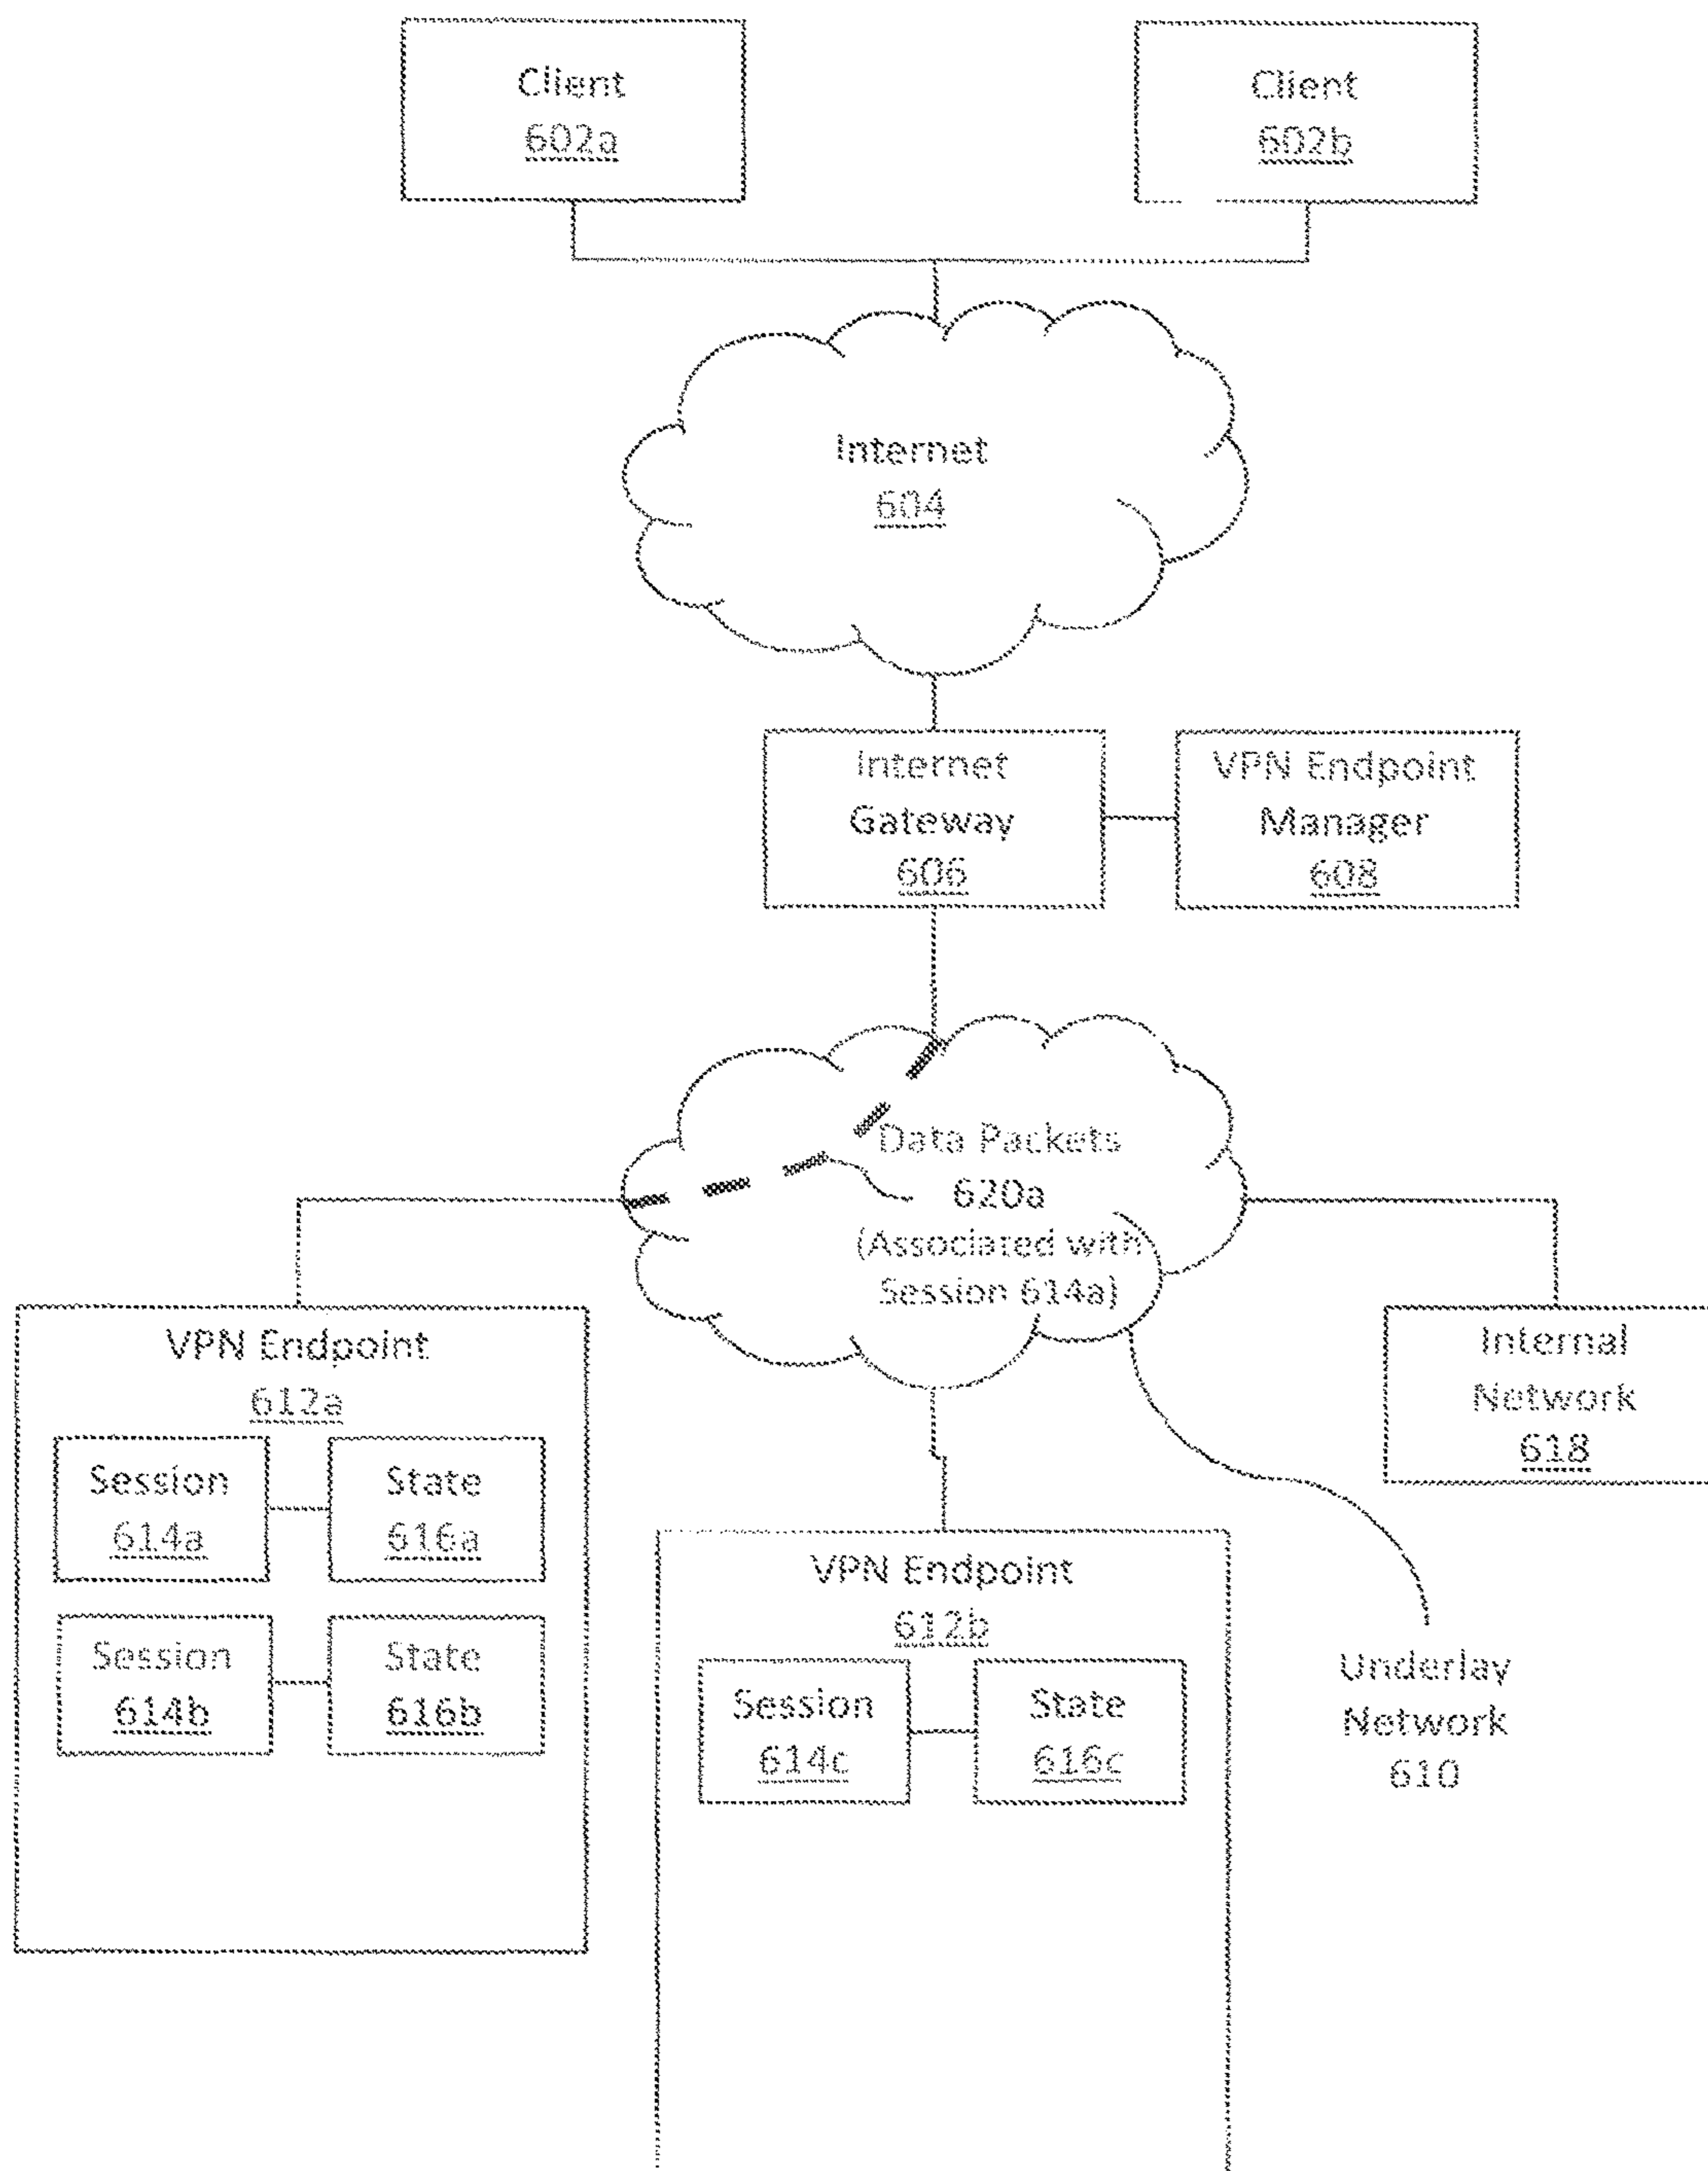 Client
602a
Client
602b
Internet
604
Internet
Gateway
606
VPN Endpoint
Manager
608
Data Packets
620a
(Associated with
Session 614a)
VPN Endpoint
612a
Session
614a
State
616a
Session
614b
State
616b
VPN Endpoint
612b
Session
614c
State
616c
Internal
Network
618
Underlay
Network
610